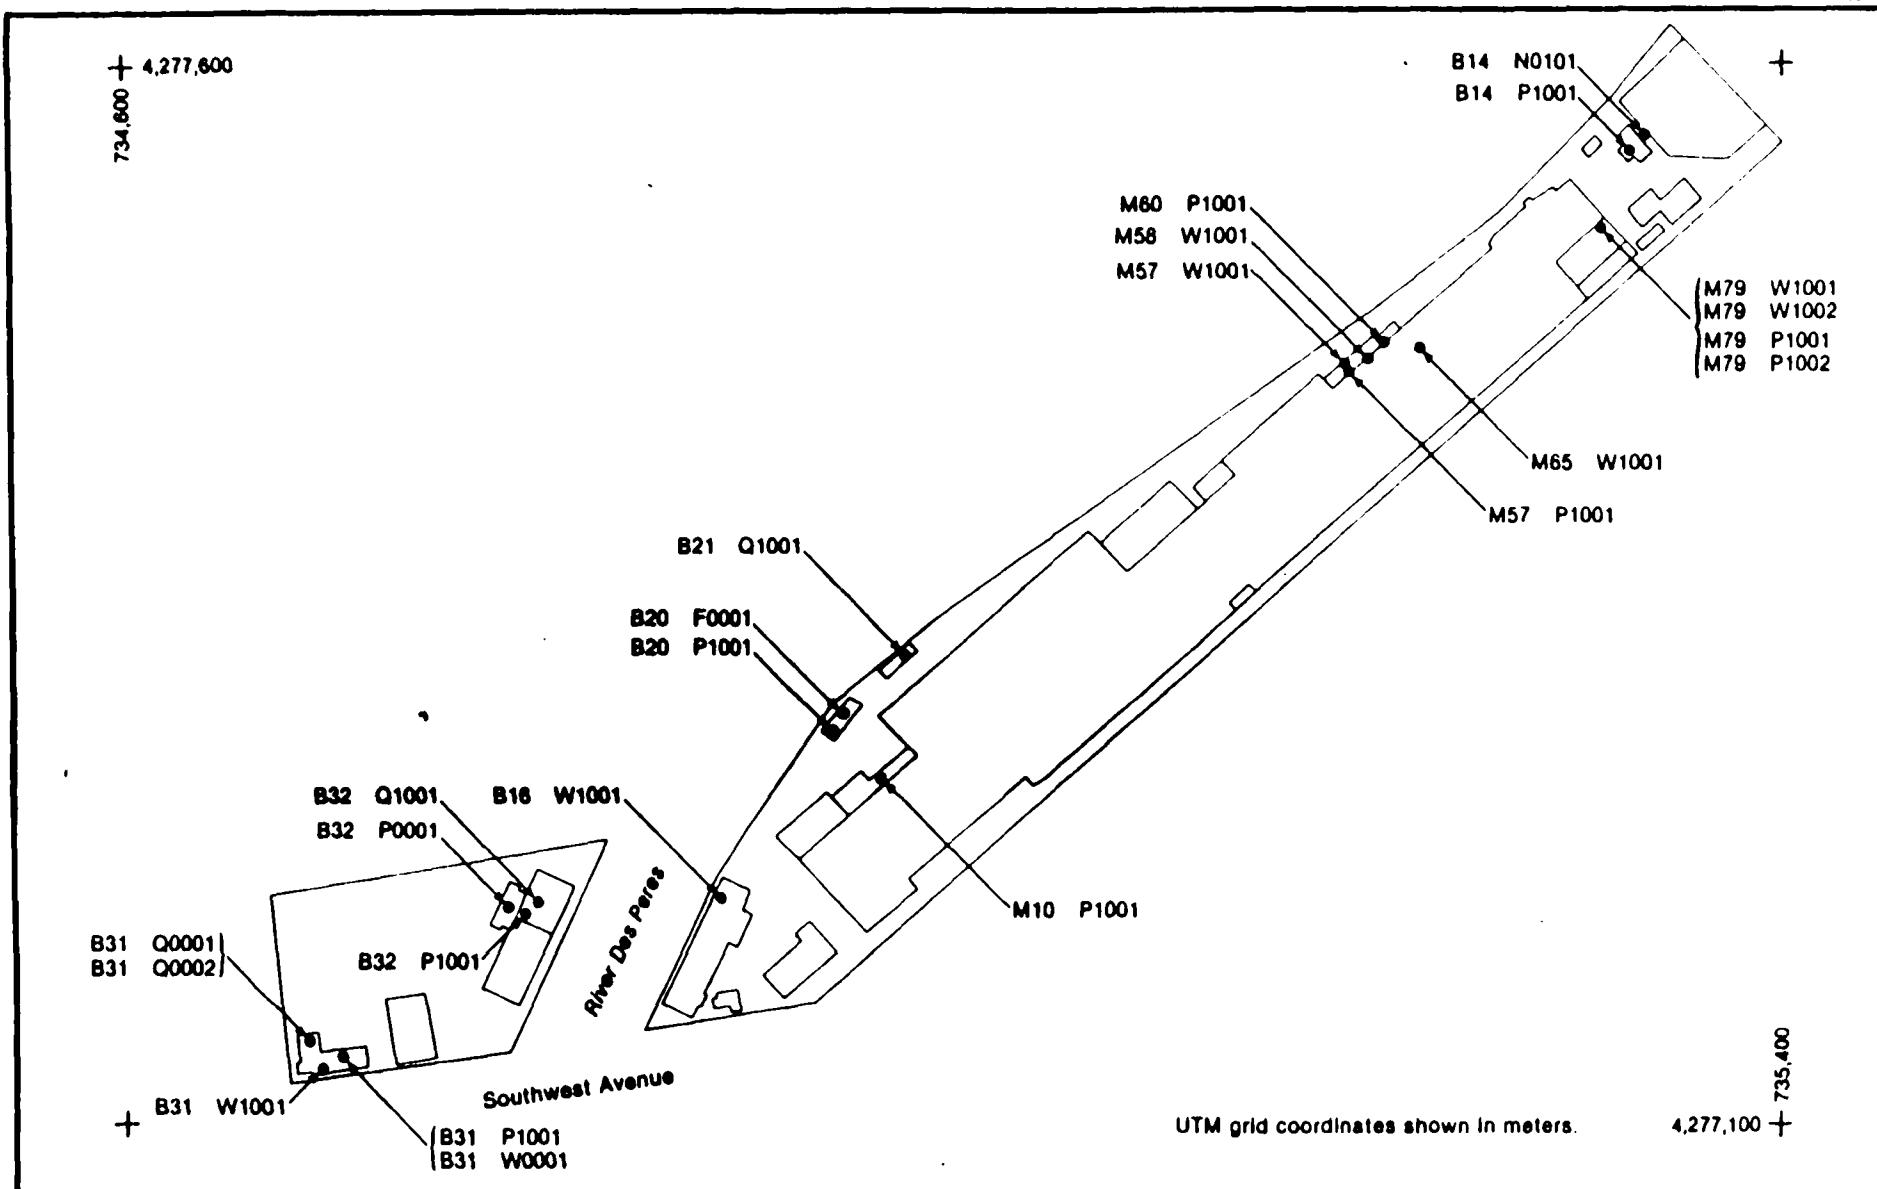 4,277,600
734,600
B14 N0101
B14 P1001
M60 P1001
M58 W1001
M57 W1001
M79 W1001
M79 W1002
M79 P1001
M79 P1002
M65 W1001
M57 P1001
B21 Q1001
B20 F0001
B20 P1001
B32 Q1001
B16 W1001
B32 P0001
River Des Peres
M10 P1001
B31 Q0001
B31 Q0002
B32 P1001
735,400
Southwest Avenue
B31 W1001
UTM grid coordinates shown in meters.
4,277,100
B31 P1001
B31 W0001